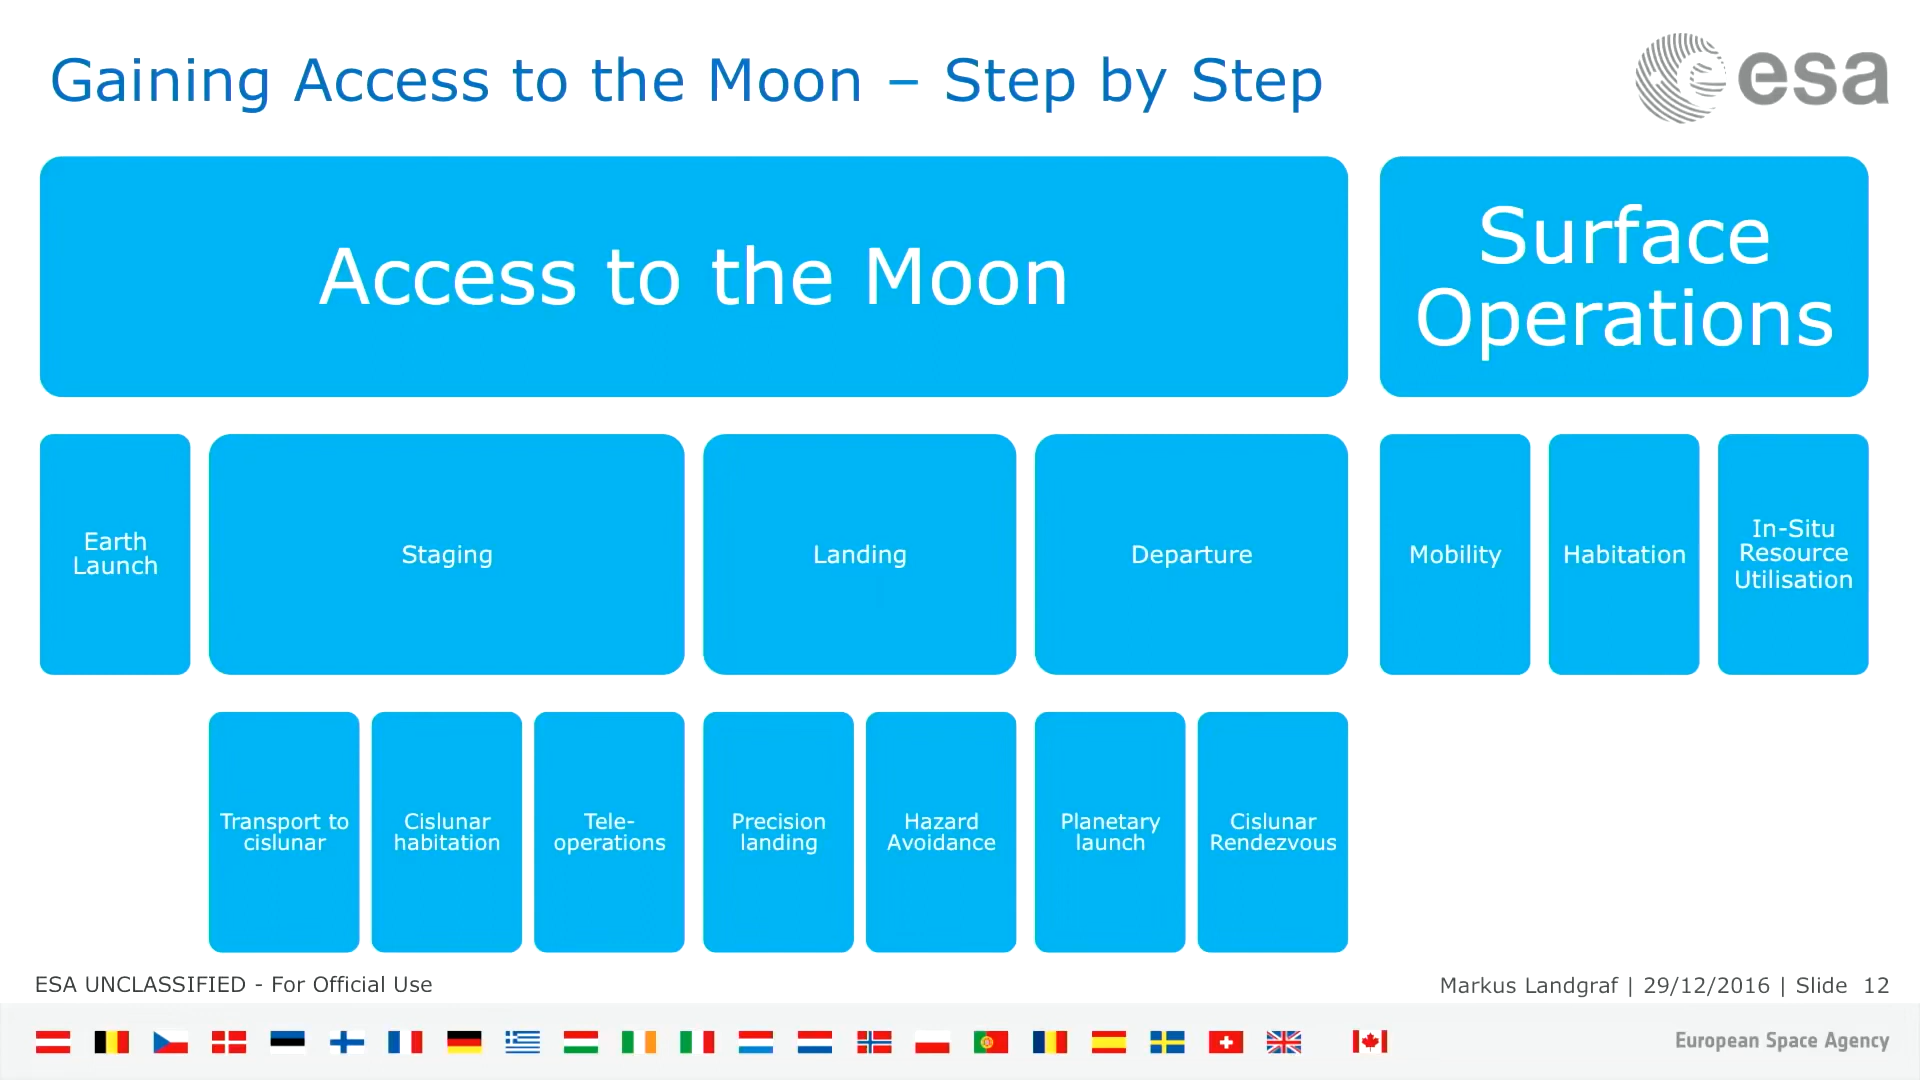 Gaining Access to the Moon – Step by Step
esa
Access to the Moon
Surface
Operations
Earth
Launch
Staging
Landing
Departure
Mobility
Habitation
In-Situ
Resource
Utilisation
Transport to
cislunar
Cislunar
habitation
Tele-
operations
Precision
landing
Hazard
Avoidance
Planetary
launch
Cislunar
Rendezvous
ESA UNCLASSIFIED - For Official Use
Markus Landgraf | 29/12/2016 | Slide 12
European Space Agency